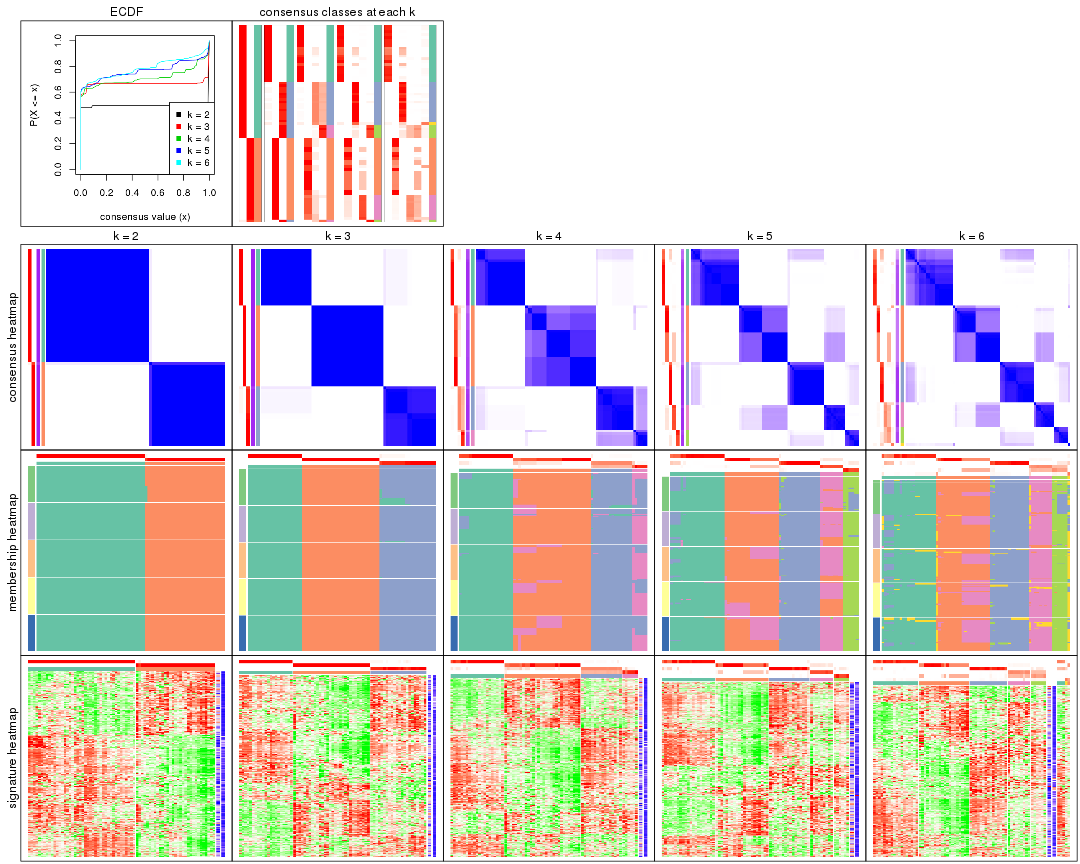 ECDF
consensus classes at each k
P(X <= x)
1.0
0.8
0.6
0.4
0.2
0.0
k = 2
k = 3
k = 4
k = 5
k = 6
0.0 0.2 0.4 0.6 0.8 1.0
consensus value (x)
k = 2
k = 3
k = 4
k = 5
k = 6
consensus heatmap
membership heatmap
signature heatmap